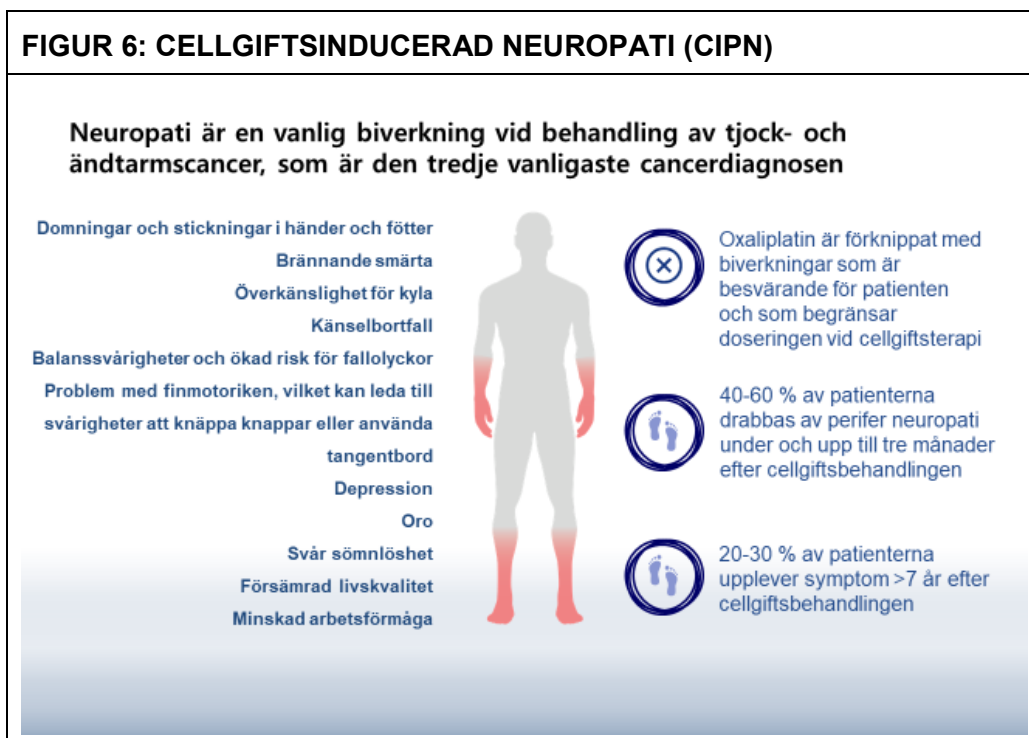 FIGUR 6: CELLGIFTSINDUCERAD NEUROPATI (CIPN)
Neuropati är en vanlig biverkning vid behandling av tjock- och
ändtarmscancer, som är den tredje vanligaste cancerdiagnosen
Domningar och stickningar i händer och fötter
Brännande smärta
Överkänslighet för kyla
Känselbortfall
Balanssvårigheter och ökad risk för fallolyckor
Problem med finmotoriken, vilket kan leda till
svårigheter att knäppa knappar eller använda
tangentbord
Depression
Oro
Svår sömnlöshet
Försämrad livskvalitet
Minskad arbetsförmåga
Oxaliplatin är förknippat med
biverkningar som är
besvärande för patienten
och som begränsar
doseringen vid cellgiftsterapi
40-60 % av patienterna
drabbas av perifer neuropati
under och upp till tre månader
efter cellgiftsbehandlingen
20-30 % av patienterna
upplever symptom >7 år efter
cellgiftsbehandlingen